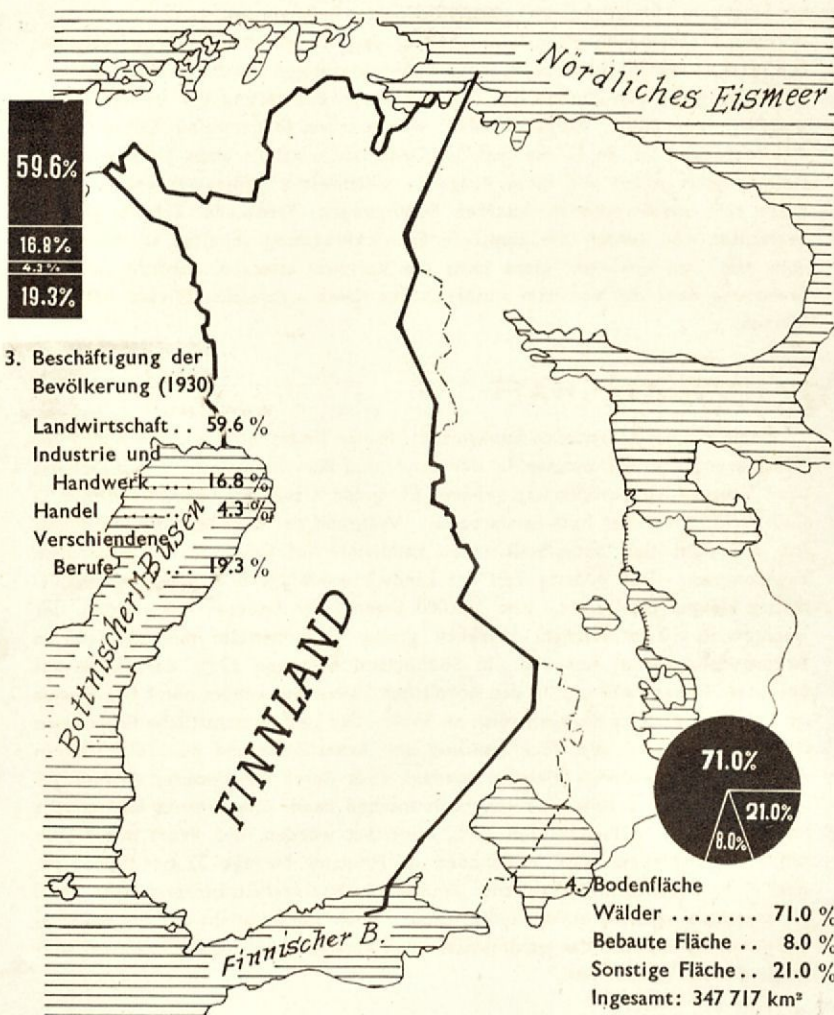 Nördliches Eismeer
59.6%
16.8%
4.3%
19.3%
3. Beschäftigung der
Bevölkerung (1930)
Landwirtschaft .. 59.6 %
Industrie und
Handwerk .... 16.8 %
Handel ........ 4.3 %
Verschiendene
Berufe ........ 19.3 %
Bottnischer M. Busen
FINNLAND
71.0%
21.0%
8.0%
Finnischer B.
4. Bodenfläche
Wälder ........ 71.0 %
Bebaute Fläche .. 8.0 %
Sonstige Fläche .. 21.0 %
Ingesamt: 347 717 km²